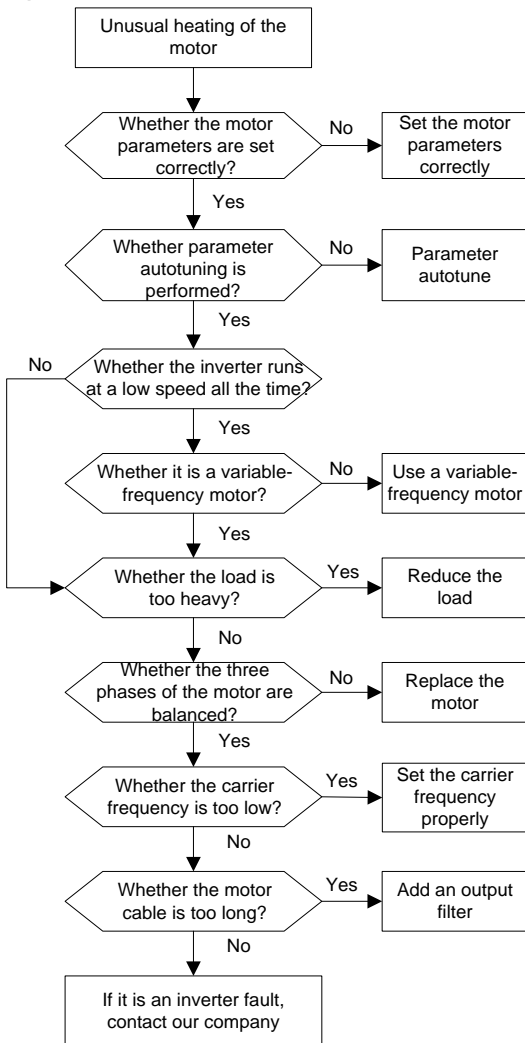 Unusual heating of the
motor
Whether the motor
parameters are set
correctly?
No
Set the motor
parameters
correctly
Yes
Whether parameter
autotuning is
performed?
No
Parameter
autotune
Yes
No
Whether the inverter runs
at a low speed all the time?
Yes
Whether it is a variable-
frequency motor?
No
Use a variable-
frequency motor
Yes
Whether the load is
too heavy?
Yes
Reduce the
load
No
Whether the three
phases of the motor are
balanced?
No
Replace the
motor
Yes
Whether the carrier
frequency is too low?
Yes
Set the carrier
frequency
properly
No
Whether the motor
cable is too long?
Yes
Add an output
filter
No
If it is an inverter fault,
contact our company